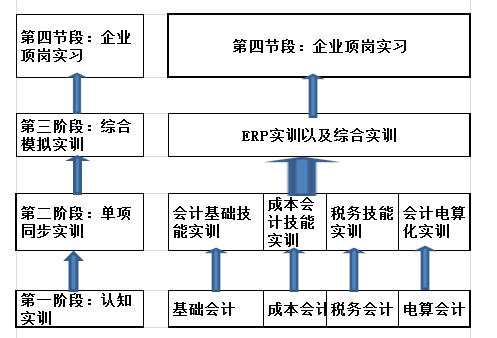 第四节段：企业
顶岗实习
第四节段：企业顶岗实习
第三阶段：综合
模拟实训
ERP实训以及综合实训
第二阶段：单项
同步实训
会计基础技
能实训
成本会
计技能
实训
税务技能
实训
会计电算
化实训
第一阶段：认知
实训
基础会计
成本会计
税务会计
电算会计